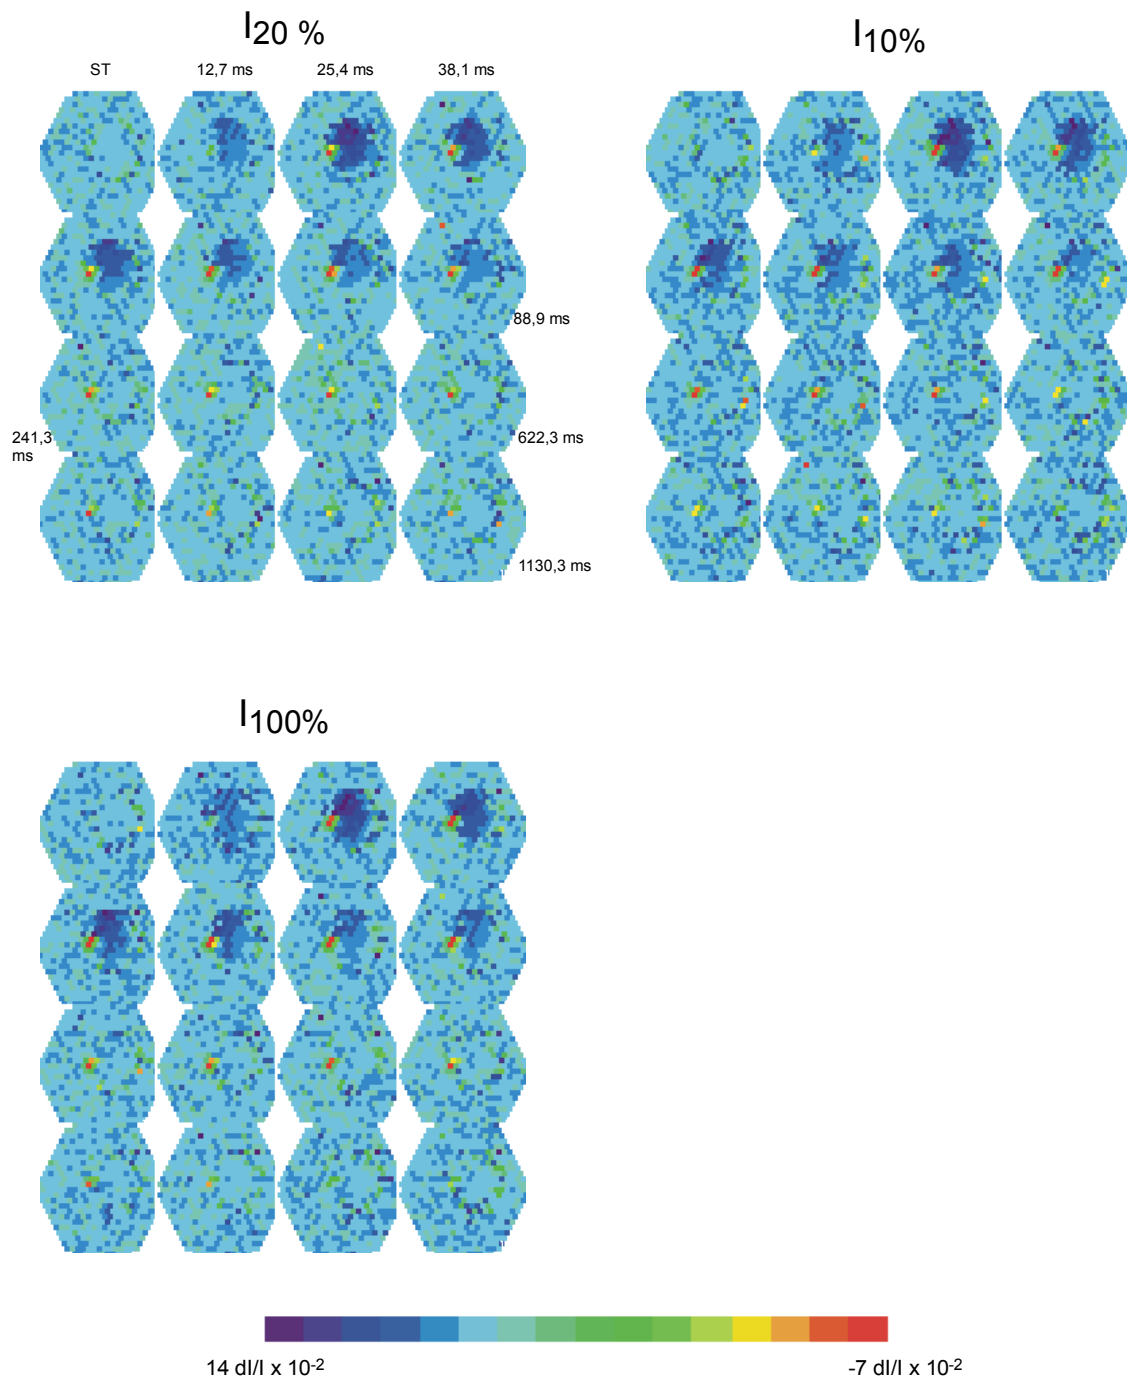 I20 %
I10%
ST 12,7 ms 25,4 ms 38,1 ms
88,9 ms
241,3
ms
622,3 ms
1130,3 ms
I100%
14 dI/I x 10-2
-7 dI/I x 10-2